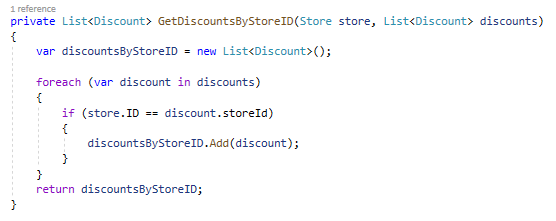 1 reference
private List<Discount> GetDiscountsByStoreID(Store store, List<Discount> discounts)
{
    var discountsByStoreID = new List<Discount>();
    foreach (var discount in discounts)
    {
        if (store.ID == discount.storeId)
        {
            discountsByStoreID.Add(discount);
        }
    }
    return discountsByStoreID;
}